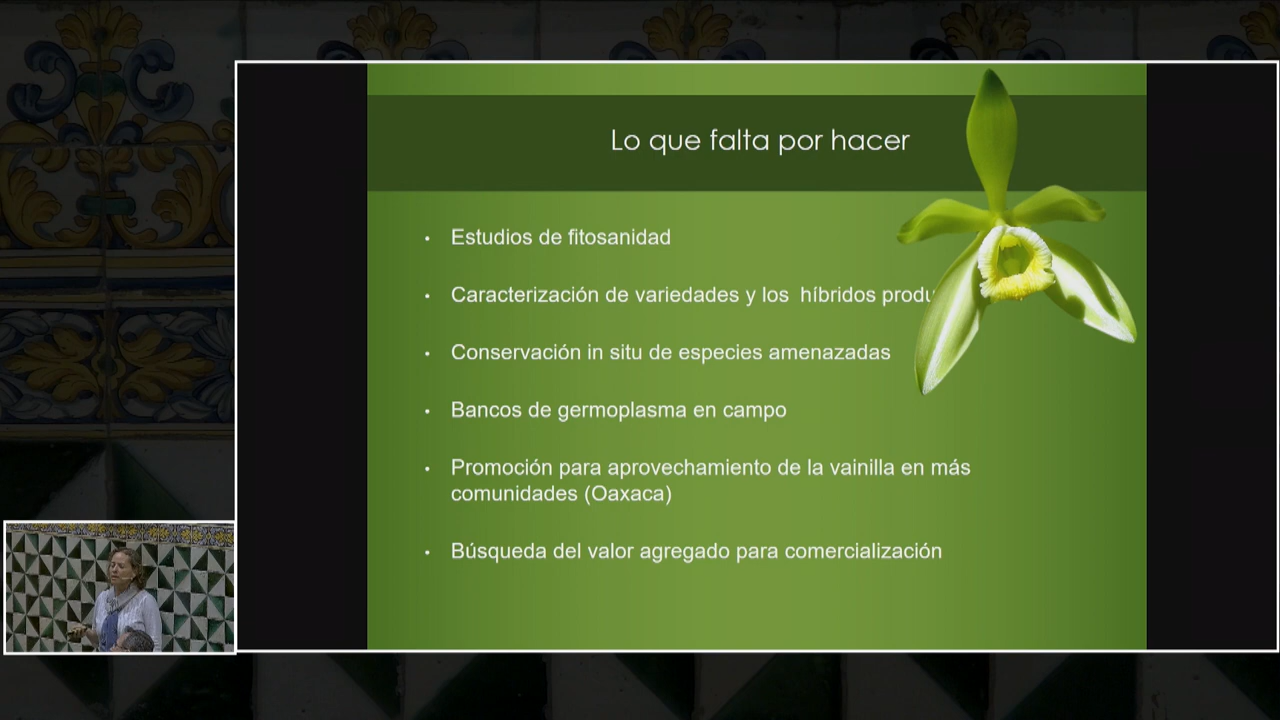 Lo que falta por hacer
• Estudios de fitosanidad
• Caracterización de variedades y los híbridos
• Conservación in situ de especies amenazadas
• Bancos de germoplasma en campo
• Promoción para aprovechamiento de la vainilla en más
comunidades (Oaxaca)
• Búsqueda del valor agregado para comercialización